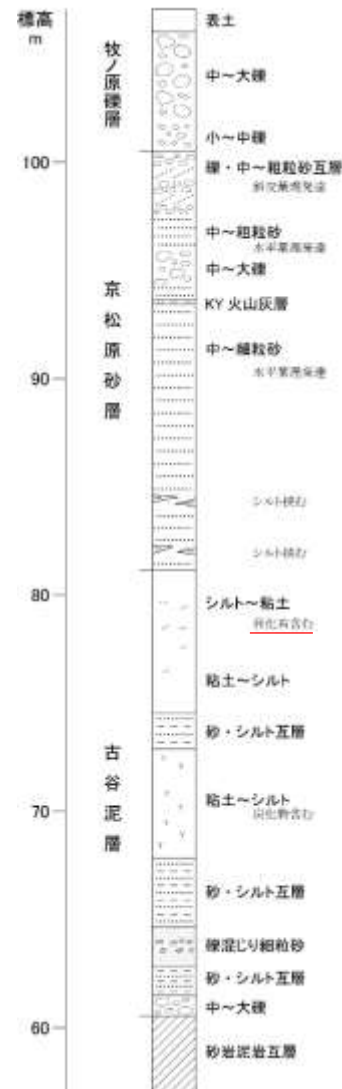 標高
m
表土
牧ノ原礫層
中～大礫
小～中礫
100
礫・中～粗粒砂互層
斜交葉理発達
中～粗粒砂
水平葉理発達
中～大礫
京松原砂層
KY 火山灰層
中～細粒砂
水平葉理発達
90
シルト挟む
シルト挟む
80
シルト～粘土
含む
粘土～シルト
砂・シルト互層
古谷泥層
70
粘土～シルト
炭化物含む
砂・シルト互層
礫混じり細粒砂
砂・シルト互層
中～大礫
60
砂岩泥岩互層